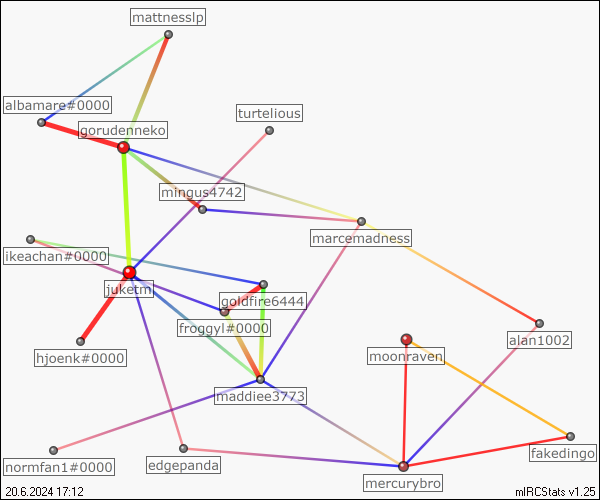 mattnesslp
albamare#0000
turtelious
gorudenneko
mingus4742
marcemadness
ikeachan#0000
juketm
goldfire6444
froggyl#0000
alan1002
hjoenk#0000
moonraven
maddiee3773
fakedingo
normfan1#0000
edgepanda
mercurybro
20.6.2024 17:12
mIRCStats v1.25